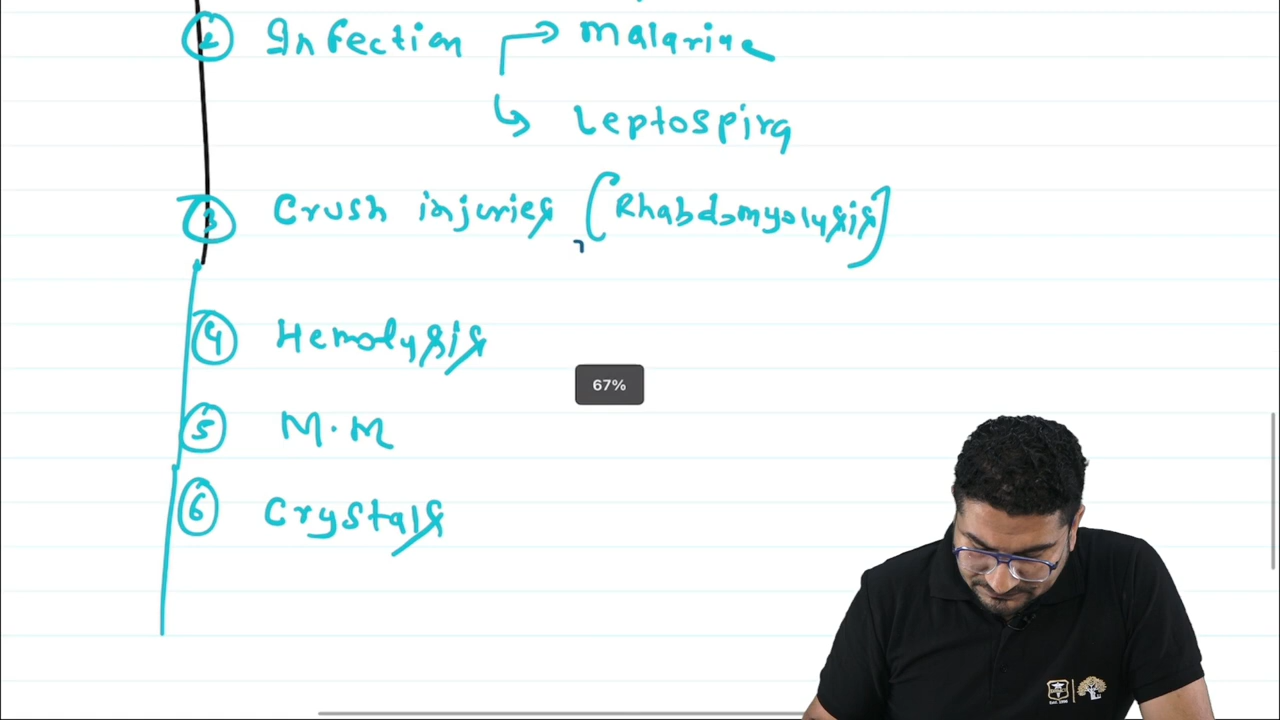 2 Infection → Malaria
↳ Leptospira
3 Crush injuries [Rhabdomyolysis]
4 Hemolysis
67%
5 M.M
6 Crystals